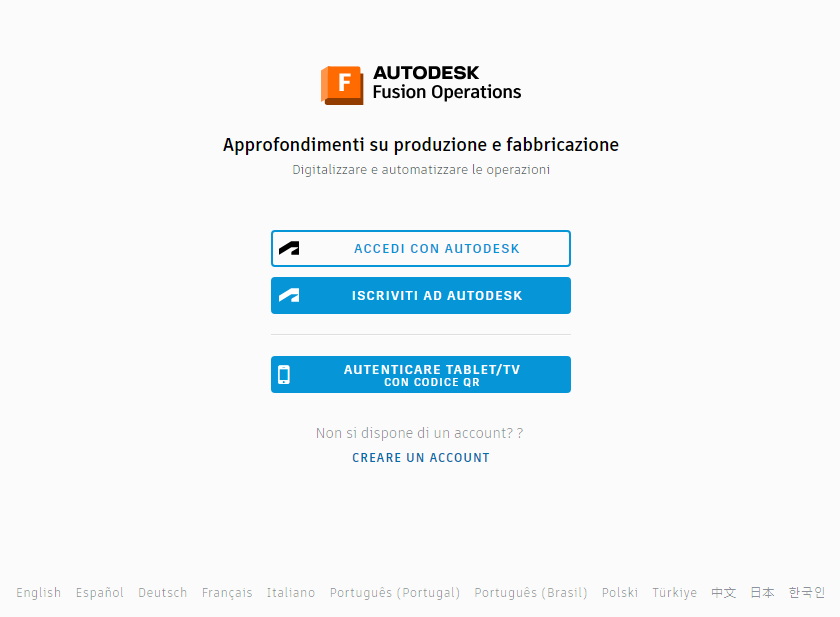 F
AUTODESK
Fusion Operations
Approfondimenti su produzione e fabbricazione
Digitalizzare e automatizzare le operazioni
ACCEDI CON AUTODESK
ISCRIVITI AD AUTODESK
AUTENTICARE TABLET/TV
CON CODICE QR
Non si dispone di un account? ?
CREARE UN ACCOUNT
English Español Deutsch Français Italiano Português (Portugal) Português (Brasil) Polski Türkiye 中文 日本 한국인